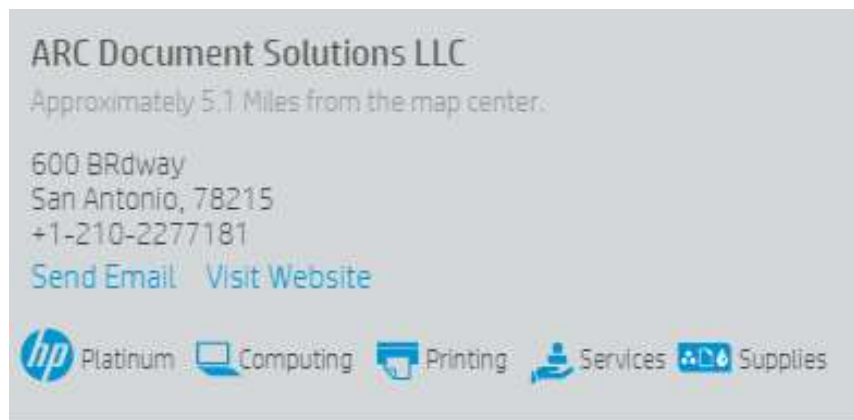 ARC Document Solutions LLC
Approximately 5.1 Miles from the map center.
600 BRdway
San Antonio, 78215
+1-210-2277181
Send Email Visit Website
hp Platinum Computing Printing Services Supplies